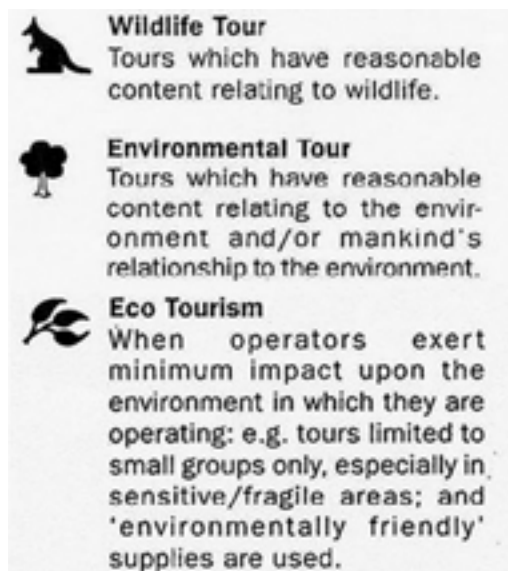 Wildlife Tour
Tours which have reasonable
content relating to wildlife.
Environmental Tour
Tours which have reasonable
content relating to the envir-
onment and/or mankind's
relationship to the environment.
Eco Tourism
When operators exert
minimum impact upon the
environment in which they are
operating: e.g. tours limited to
small groups only, especially in
sensitive/fragile areas; and
'environmentally friendly'
supplies are used.